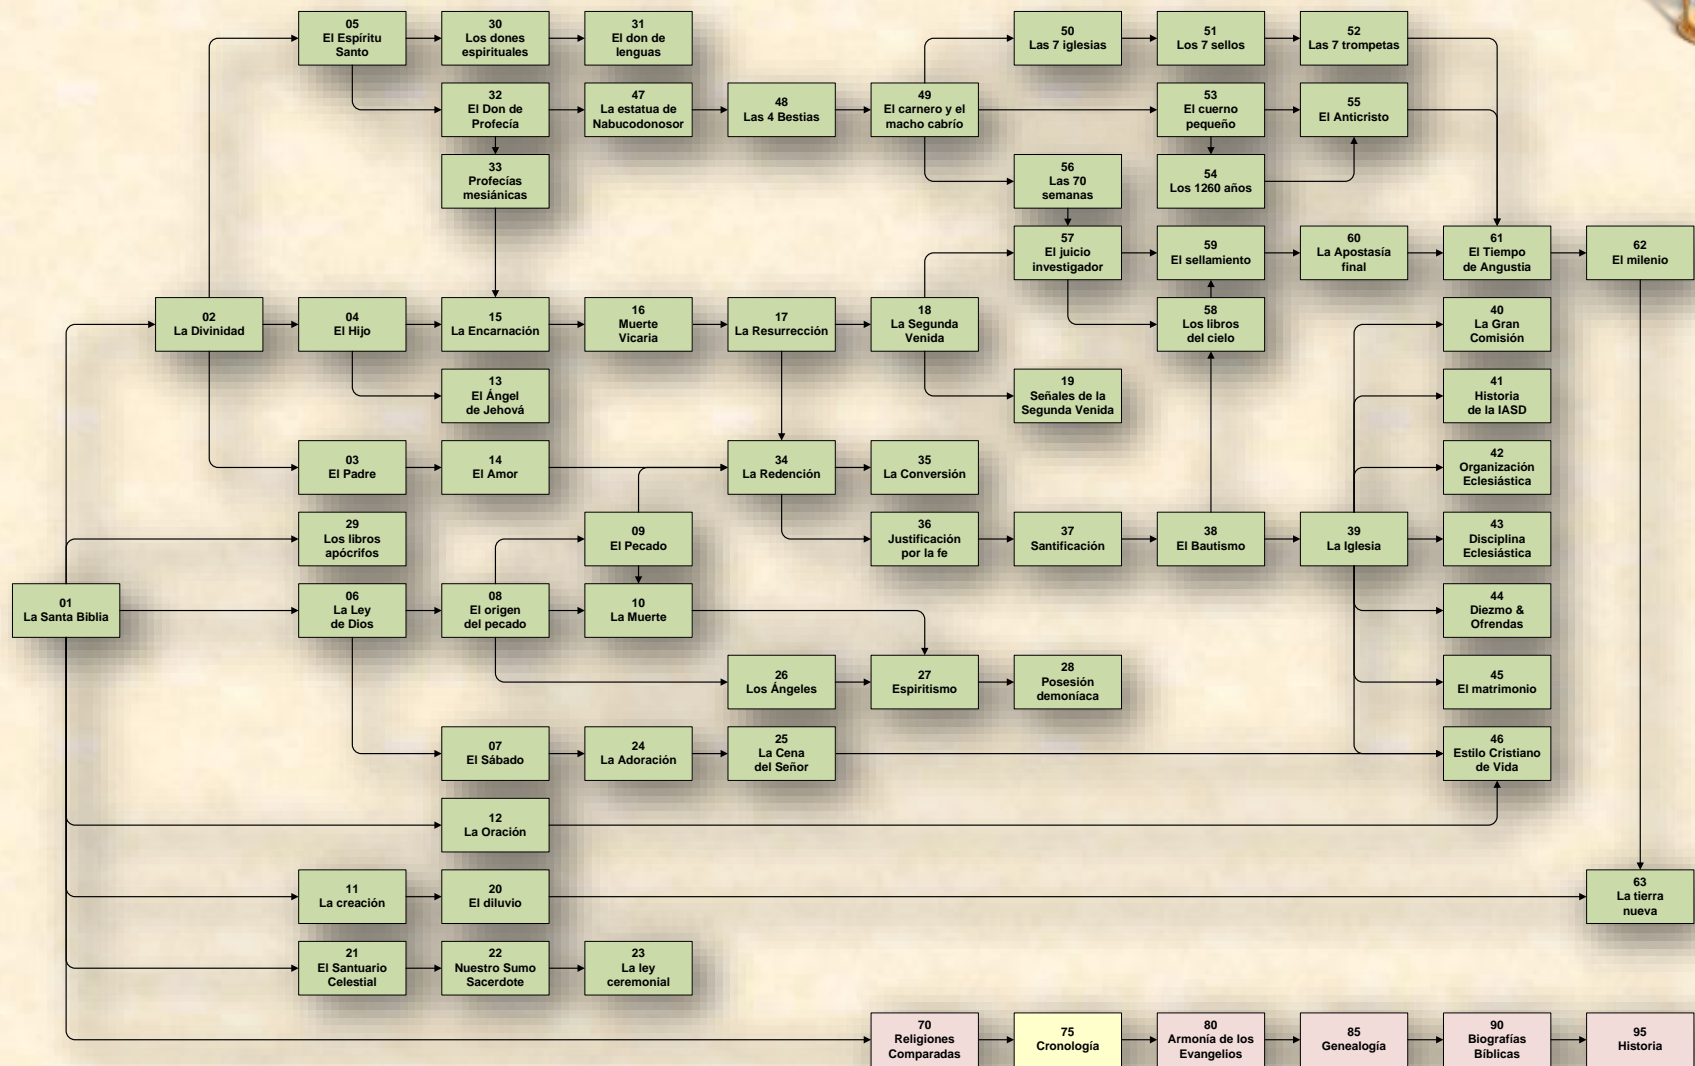 05
El Espíritu
Santo
30
Los dones
espirituales
31
El don de
lenguas
50
Las 7 iglesias
51
Los 7 sellos
52
Las 7 trompetas
32
El Don de
Profecía
47
La estatua de
Nabucodonosor
48
Las 4 Bestias
49
El carnero y el
macho cabrío
53
El cuerno
pequeño
55
El Anticristo
33
Profecías
mesiánicas
56
Las 70
semanas
54
Los 1260 años
57
El juicio
investigador
59
El sellamiento
60
La Apostasía
final
61
El Tiempo
de Angustia
62
El milenio
02
La Divinidad
04
El Hijo
15
La Encarnación
16
Muerte
Vicaria
17
La Resurrección
18
La Segunda
Venida
58
Los libros
del cielo
40
La Gran
Comisión
13
El Ángel
de Jehová
19
Señales de la
Segunda Venida
41
Historia
de la IASD
03
El Padre
14
El Amor
34
La Redención
35
La Conversión
42
Organización
Eclesiástica
29
Los libros
apócrifos
09
El Pecado
36
Justificación
por la fe
37
Santificación
38
El Bautismo
39
La Iglesia
43
Disciplina
Eclesiástica
01
La Santa Biblia
06
La Ley
de Dios
08
El origen
del pecado
10
La Muerte
44
Diezmo &
Ofrendas
26
Los Ángeles
27
Espiritismo
28
Posesión
demoníaca
45
El matrimonio
07
El Sábado
24
La Adoración
25
La Cena
del Señor
46
Estilo Cristiano
de Vida
12
La Oración
11
La creación
20
El diluvio
63
La tierra
nueva
21
El Santuario
Celestial
22
Nuestro Sumo
Sacerdote
23
La ley
ceremonial
70
Religiones
Comparadas
75
Cronología
80
Armonía de los
Evangelios
85
Genealogía
90
Biografías
Bíblicas
95
Historia